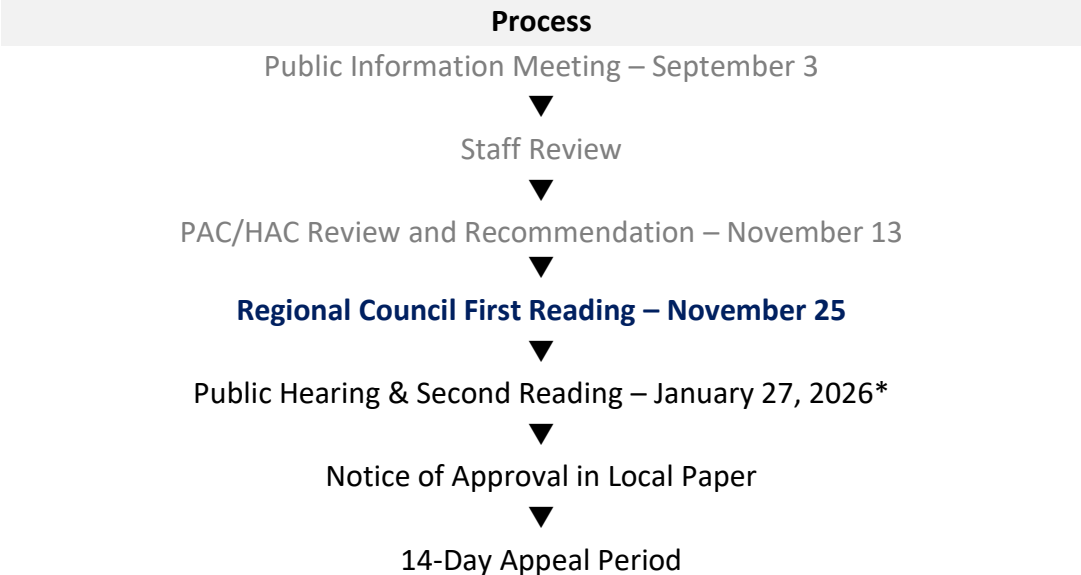 Process
Public Information Meeting – September 3
Staff Review
PAC/HAC Review and Recommendation – November 13
Regional Council First Reading – November 25
Public Hearing & Second Reading – January 27, 2026*
Notice of Approval in Local Paper
14-Day Appeal Period